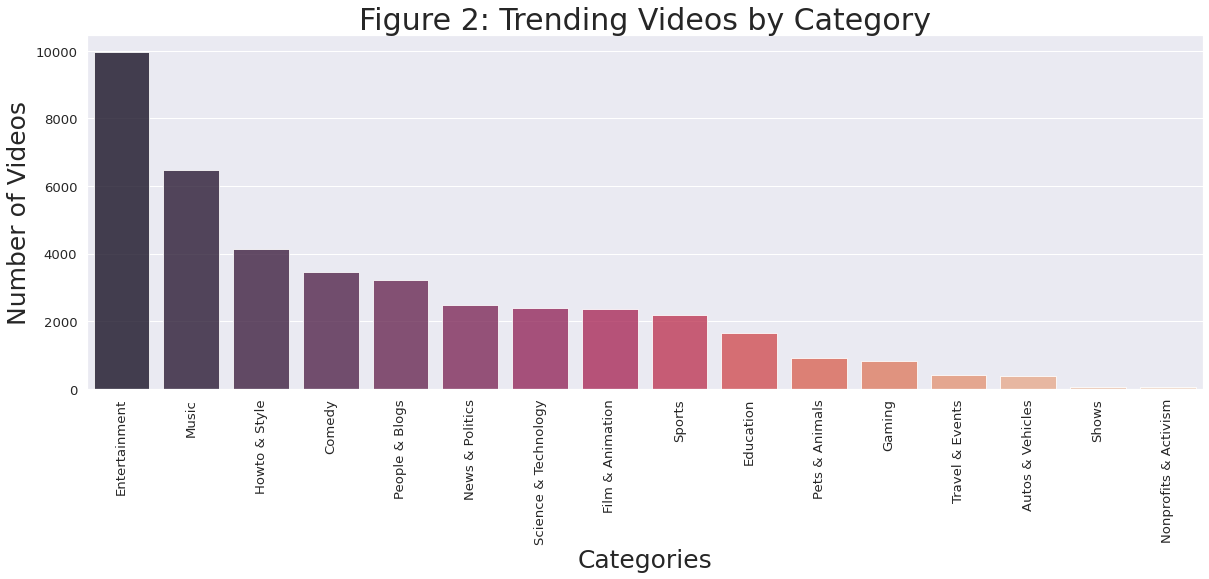 Figure 2: Trending Videos by Category
Number of Videos
10000
8000
6000
4000
2000
0
Entertainment
Music
Howto & Style
Comedy
People & Blogs
News & Politics
Science & Technology
Film & Animation
Sports
Education
Pets & Animals
Gaming
Travel & Events
Autos & Vehicles
Shows
Nonprofits & Activism
Categories